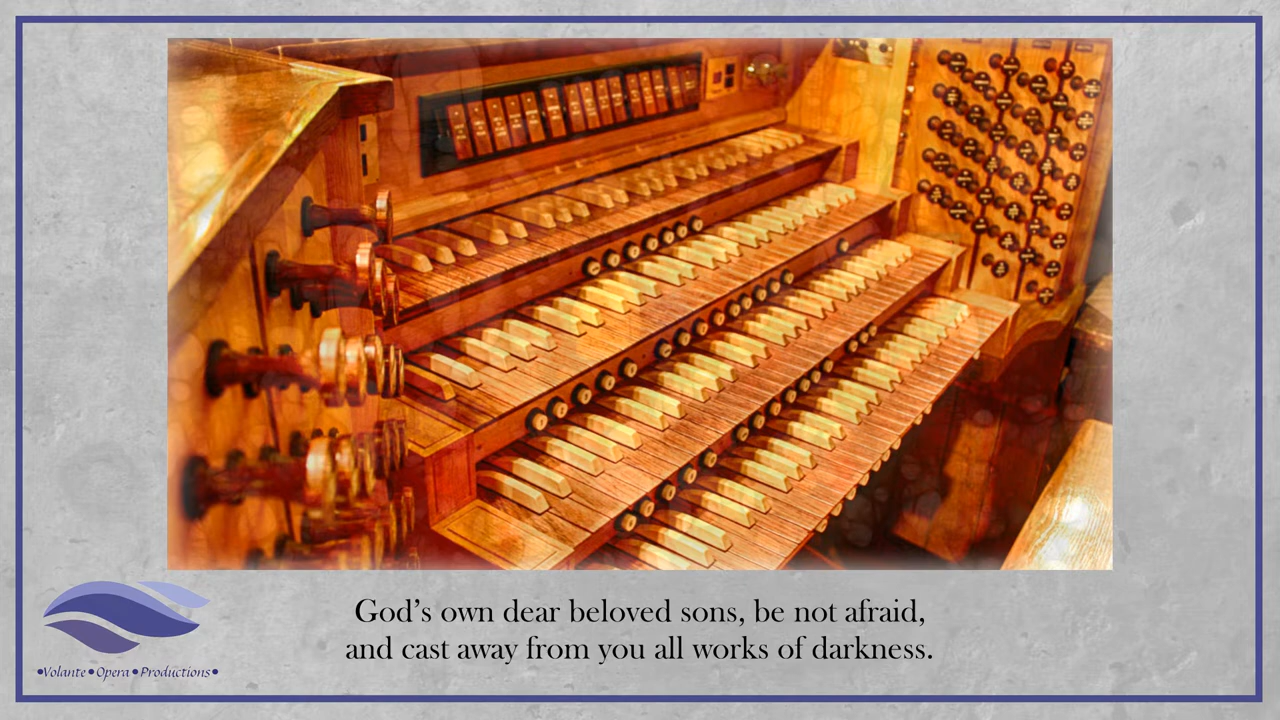 God’s own dear beloved sons, be not afraid,
and cast away from you all works of darkness.
•Volante•Opera•Productions•